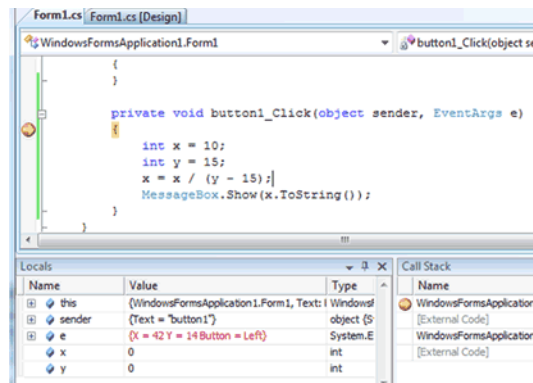 Form1.cs Form1.cs [Design]
WindowsFormsApplication1.Form1 button1_Click(object se
{
}
private void button1_Click(object sender, EventArgs e)
{
int x = 10;
int y = 15;
x = x / (y - 15);
MessageBox.Show(x.ToString());
}
}
Locals Call Stack
Name Value Type Name
this {WindowsFormsApplication1.Form1, Text: Windowsf WindowsFormsApplication
sender {Text = "button1"} object {S [External Code]
e {X = 42 Y = 14 Button = Left} System.E WindowsFormsApplication
x 0 int [External Code]
y 0 int